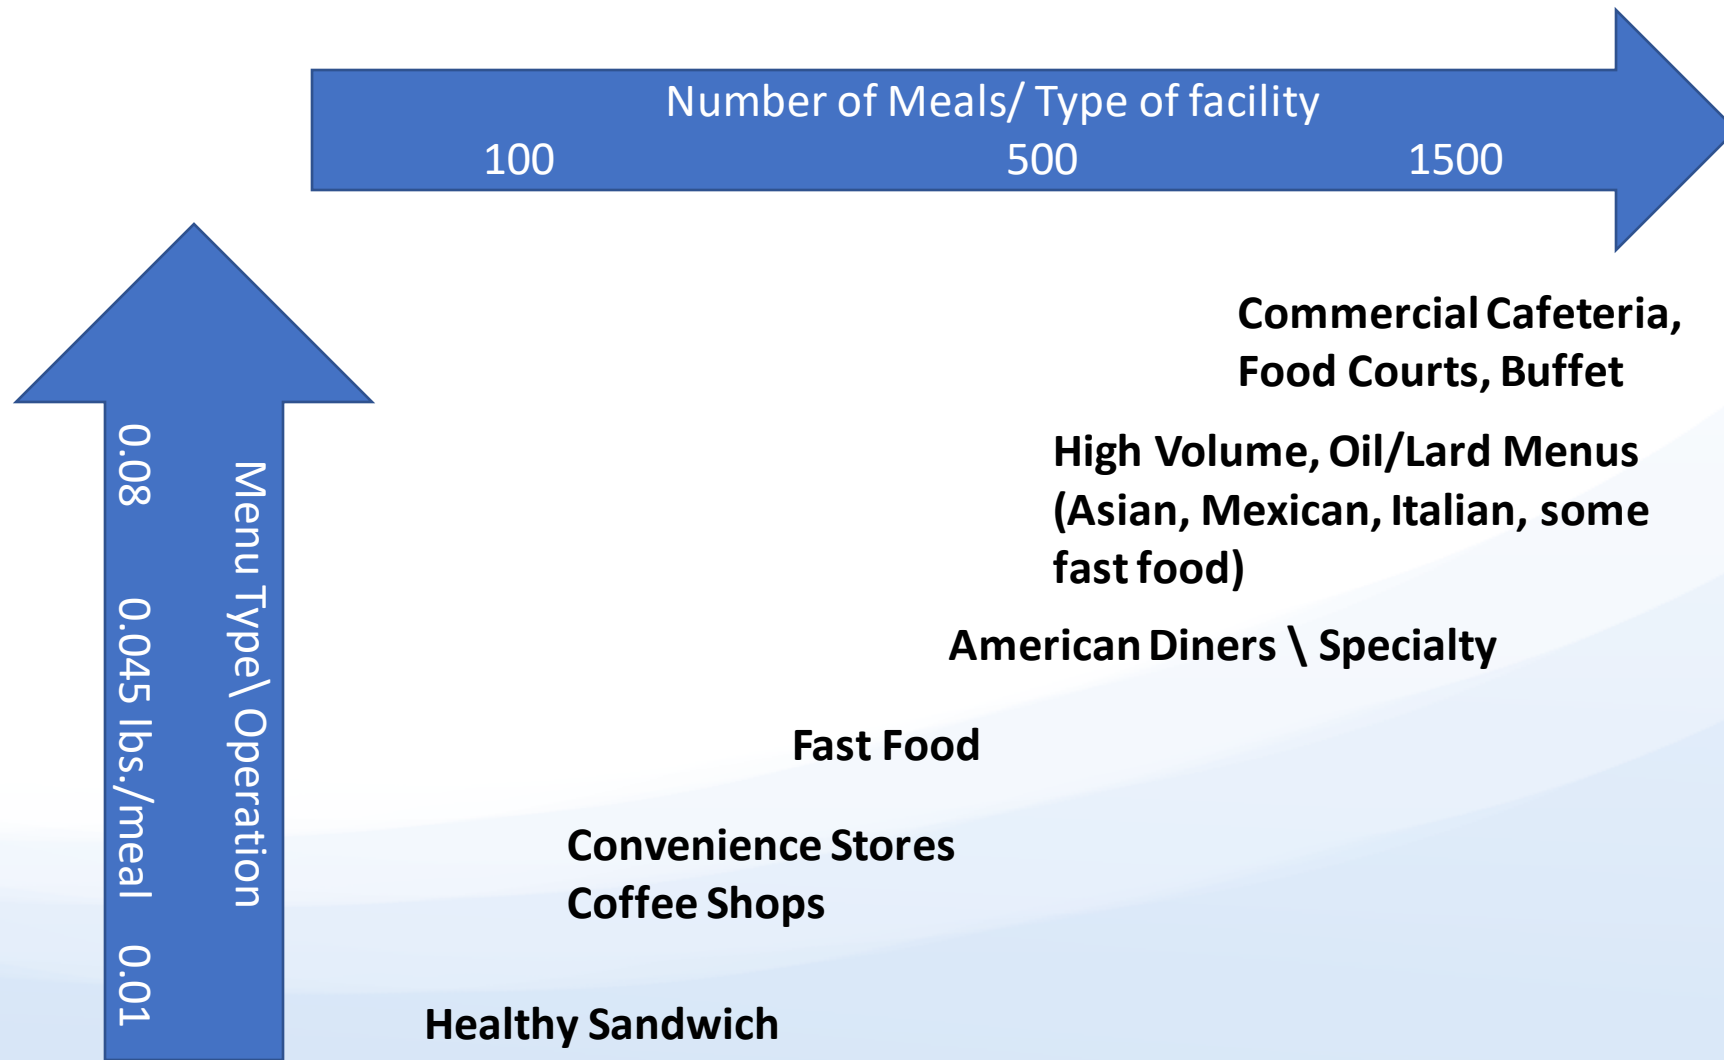 Number of Meals/ Type of facility
100 500 1500
0.08 0.045 lbs./meal 0.01
Menu Type\ Operation
Commercial Cafeteria,
Food Courts, Buffet
High Volume, Oil/Lard Menus
(Asian, Mexican, Italian, some
fast food)
American Diners \ Specialty
Fast Food
Convenience Stores
Coffee Shops
Healthy Sandwich